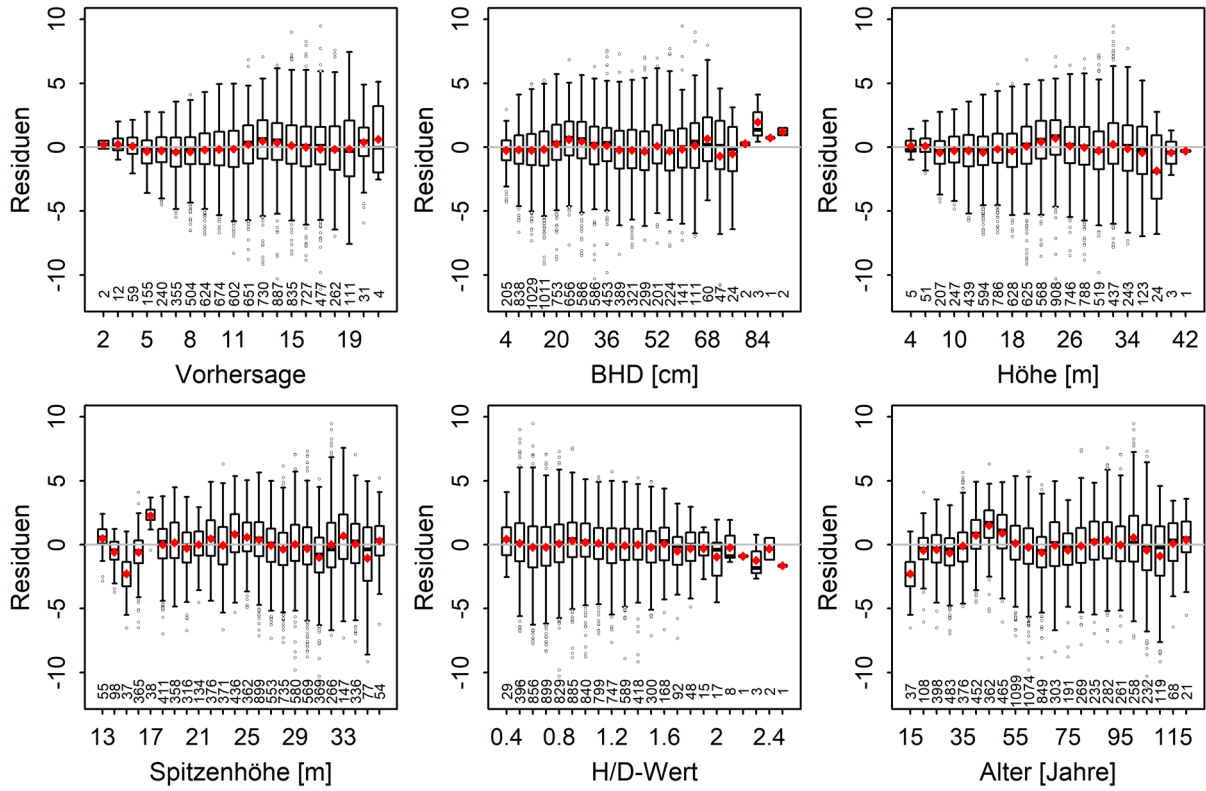 10
5
0
-5
-10
Residuen
2 12 59 155 240 355 504 624 674 602 651 730 887 835 727 477 262 111 31 4
2 5 8 11 15 19
Vorhersage
10
5
0
-5
-10
Residuen
205 838 1029 1011 753 656 586 586 453 389 321 299 201 224 141 111 60 47 24 2 3 1 2
4 20 36 52 68 84
BHD [cm]
10
5
0
-5
-10
Residuen
5 51 207 247 439 594 786 628 625 568 908 746 788 519 437 243 123 24 3 1
4 10 18 26 34 42
Höhe [m]
10
5
0
-5
-10
Residuen
55 98 37 365 38 411 358 316 134 376 371 436 362 899 553 735 580 569 369 266 147 336 77 54
13 17 21 25 29 33
Spitzenhöhe [m]
10
5
0
-5
-10
Residuen
29 396 856 899 829 885 840 799 747 589 418 300 168 92 48 15 17 8 1 3 2 1
0.4 0.8 1.2 1.6 2 2.4
H/D-Wert
10
5
0
-5
-10
Residuen
37 108 398 483 376 452 362 465 1099 1074 849 303 191 269 235 282 261 258 232 119 68 21
15 35 55 75 95 115
Alter [Jahre]